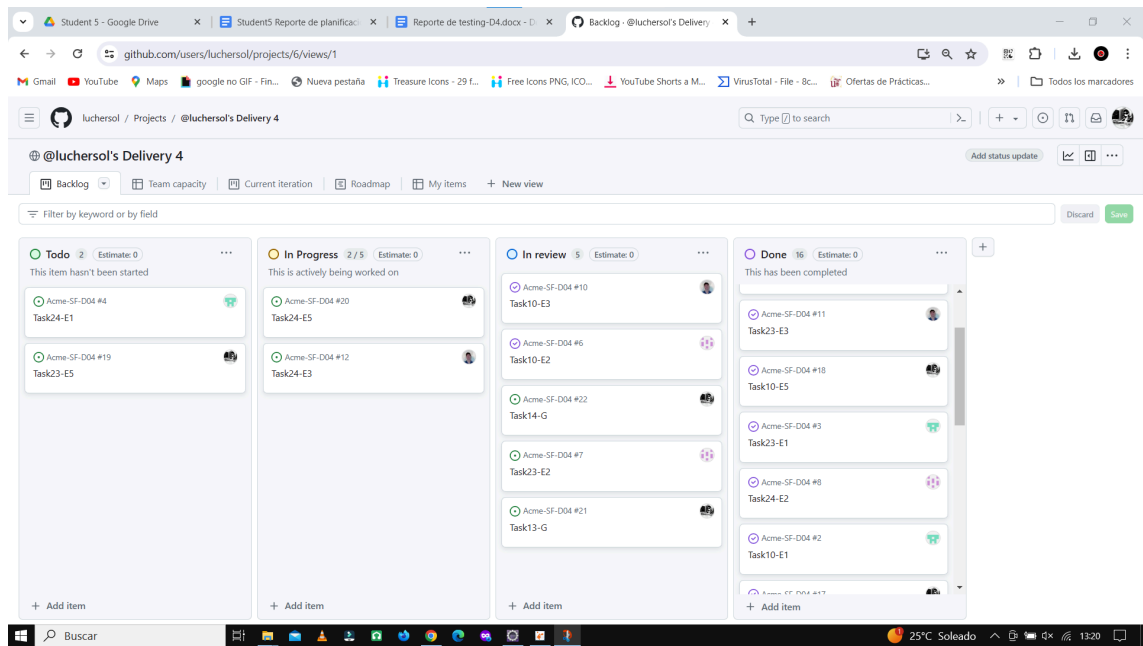 Student 5 - Google Drive
Student5 Reporte de planificaci
Reporte de testing-D4.docx - D
Backlog · @luchersol's Delivery
github.com/users/luchersol/projects/6/views/1
Gmail
YouTube
Maps
google no GIF - Fin...
Nueva pestaña
Treasure Icons - 29 f...
Free Icons PNG, ICO...
YouTube Shorts a M...
VirusTotal - File - 8c...
Ofertas de Prácticas...
»
Todos los marcadores
luchersol / Projects / @luchersol's Delivery 4
Type / to search
@luchersol's Delivery 4
Add status update
Backlog
Team capacity
Current iteration
Roadmap
My items
+ New view
Filter by keyword or by field
Discard
Save
Todo 2 Estimate: 0
This item hasn't been started
Acme-SF-D04 #4
Task24-E1
Acme-SF-D04 #19
Task23-E5
+ Add item
In Progress 2 / 5 Estimate: 0
This is actively being worked on
Acme-SF-D04 #20
Task24-E5
Acme-SF-D04 #12
Task24-E3
+ Add item
In review 5 Estimate: 0
Acme-SF-D04 #10
Task10-E3
Acme-SF-D04 #6
Task10-E2
Acme-SF-D04 #22
Task14-G
Acme-SF-D04 #7
Task23-E2
Acme-SF-D04 #21
Task13-G
+ Add item
Done 16 Estimate: 0
This has been completed
Acme-SF-D04 #11
Task23-E3
Acme-SF-D04 #18
Task10-E5
Acme-SF-D04 #3
Task23-E1
Acme-SF-D04 #8
Task24-E2
Acme-SF-D04 #2
Task10-E1
Acme-SF-D04 #17
+ Add item
Buscar
25°C Soleado
13:20